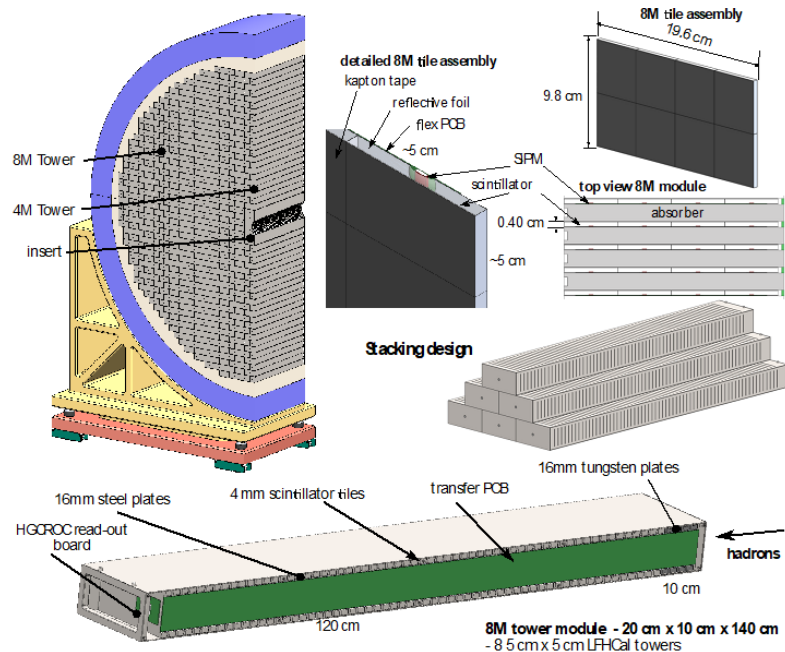 8M tile assembly
19.6 cm
9.8 cm
detailed 8M tile assembly
kapton tape
reflective foil
flex PCB
~5 cm
SiPM
scintillator
~5 cm
top view 8M module
absorber
0.40 cm
8M Tower
4M Tower
insert
Stacking design
16mm tungsten plates
transfer PCB
4 mm scintillator tiles
16mm steel plates
HGCROC read-out
board
hadrons
10 cm
120 cm
8M tower module - 20 cm x 10 cm x 140 cm
- 8 5 cm x 5 cm LFHCal towers